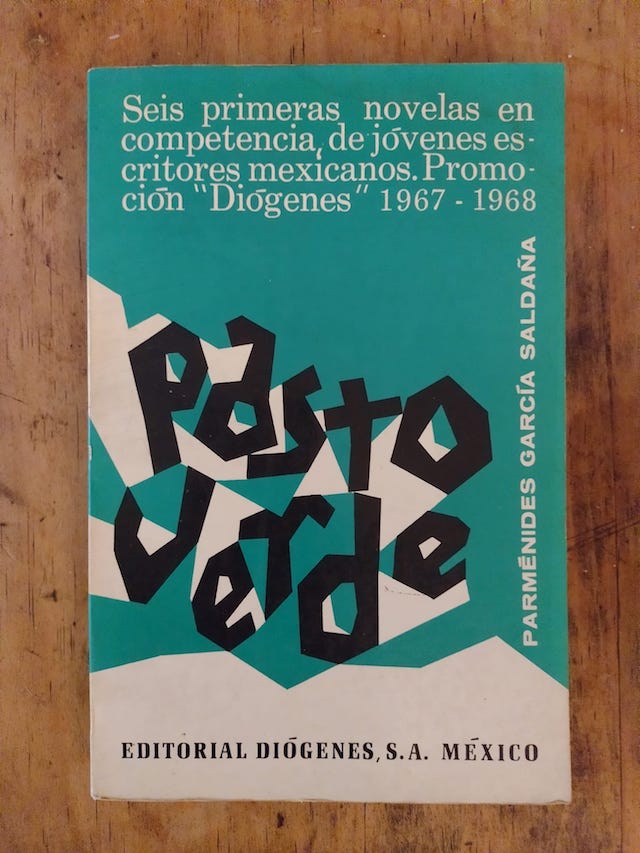 Seis primeras novelas en
competencia, de jóvenes es-
critores mexicanos. Promo-
ción "Diógenes" 1967 - 1968
PARMÉNIDES GARCÍA SALDAÑA
pasto
verde
EDITORIAL DIÓGENES, S.A. MÉXICO